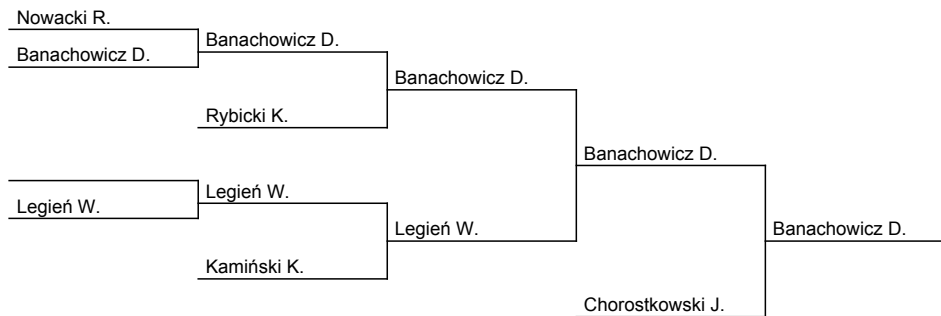 Nowacki R.
Banachowicz D.
Banachowicz D.
Banachowicz D.
Rybicki K.
Banachowicz D.
Legień W.
Legień W.
Legień W.
Banachowicz D.
Kamiński K.
Chorostkowski J.